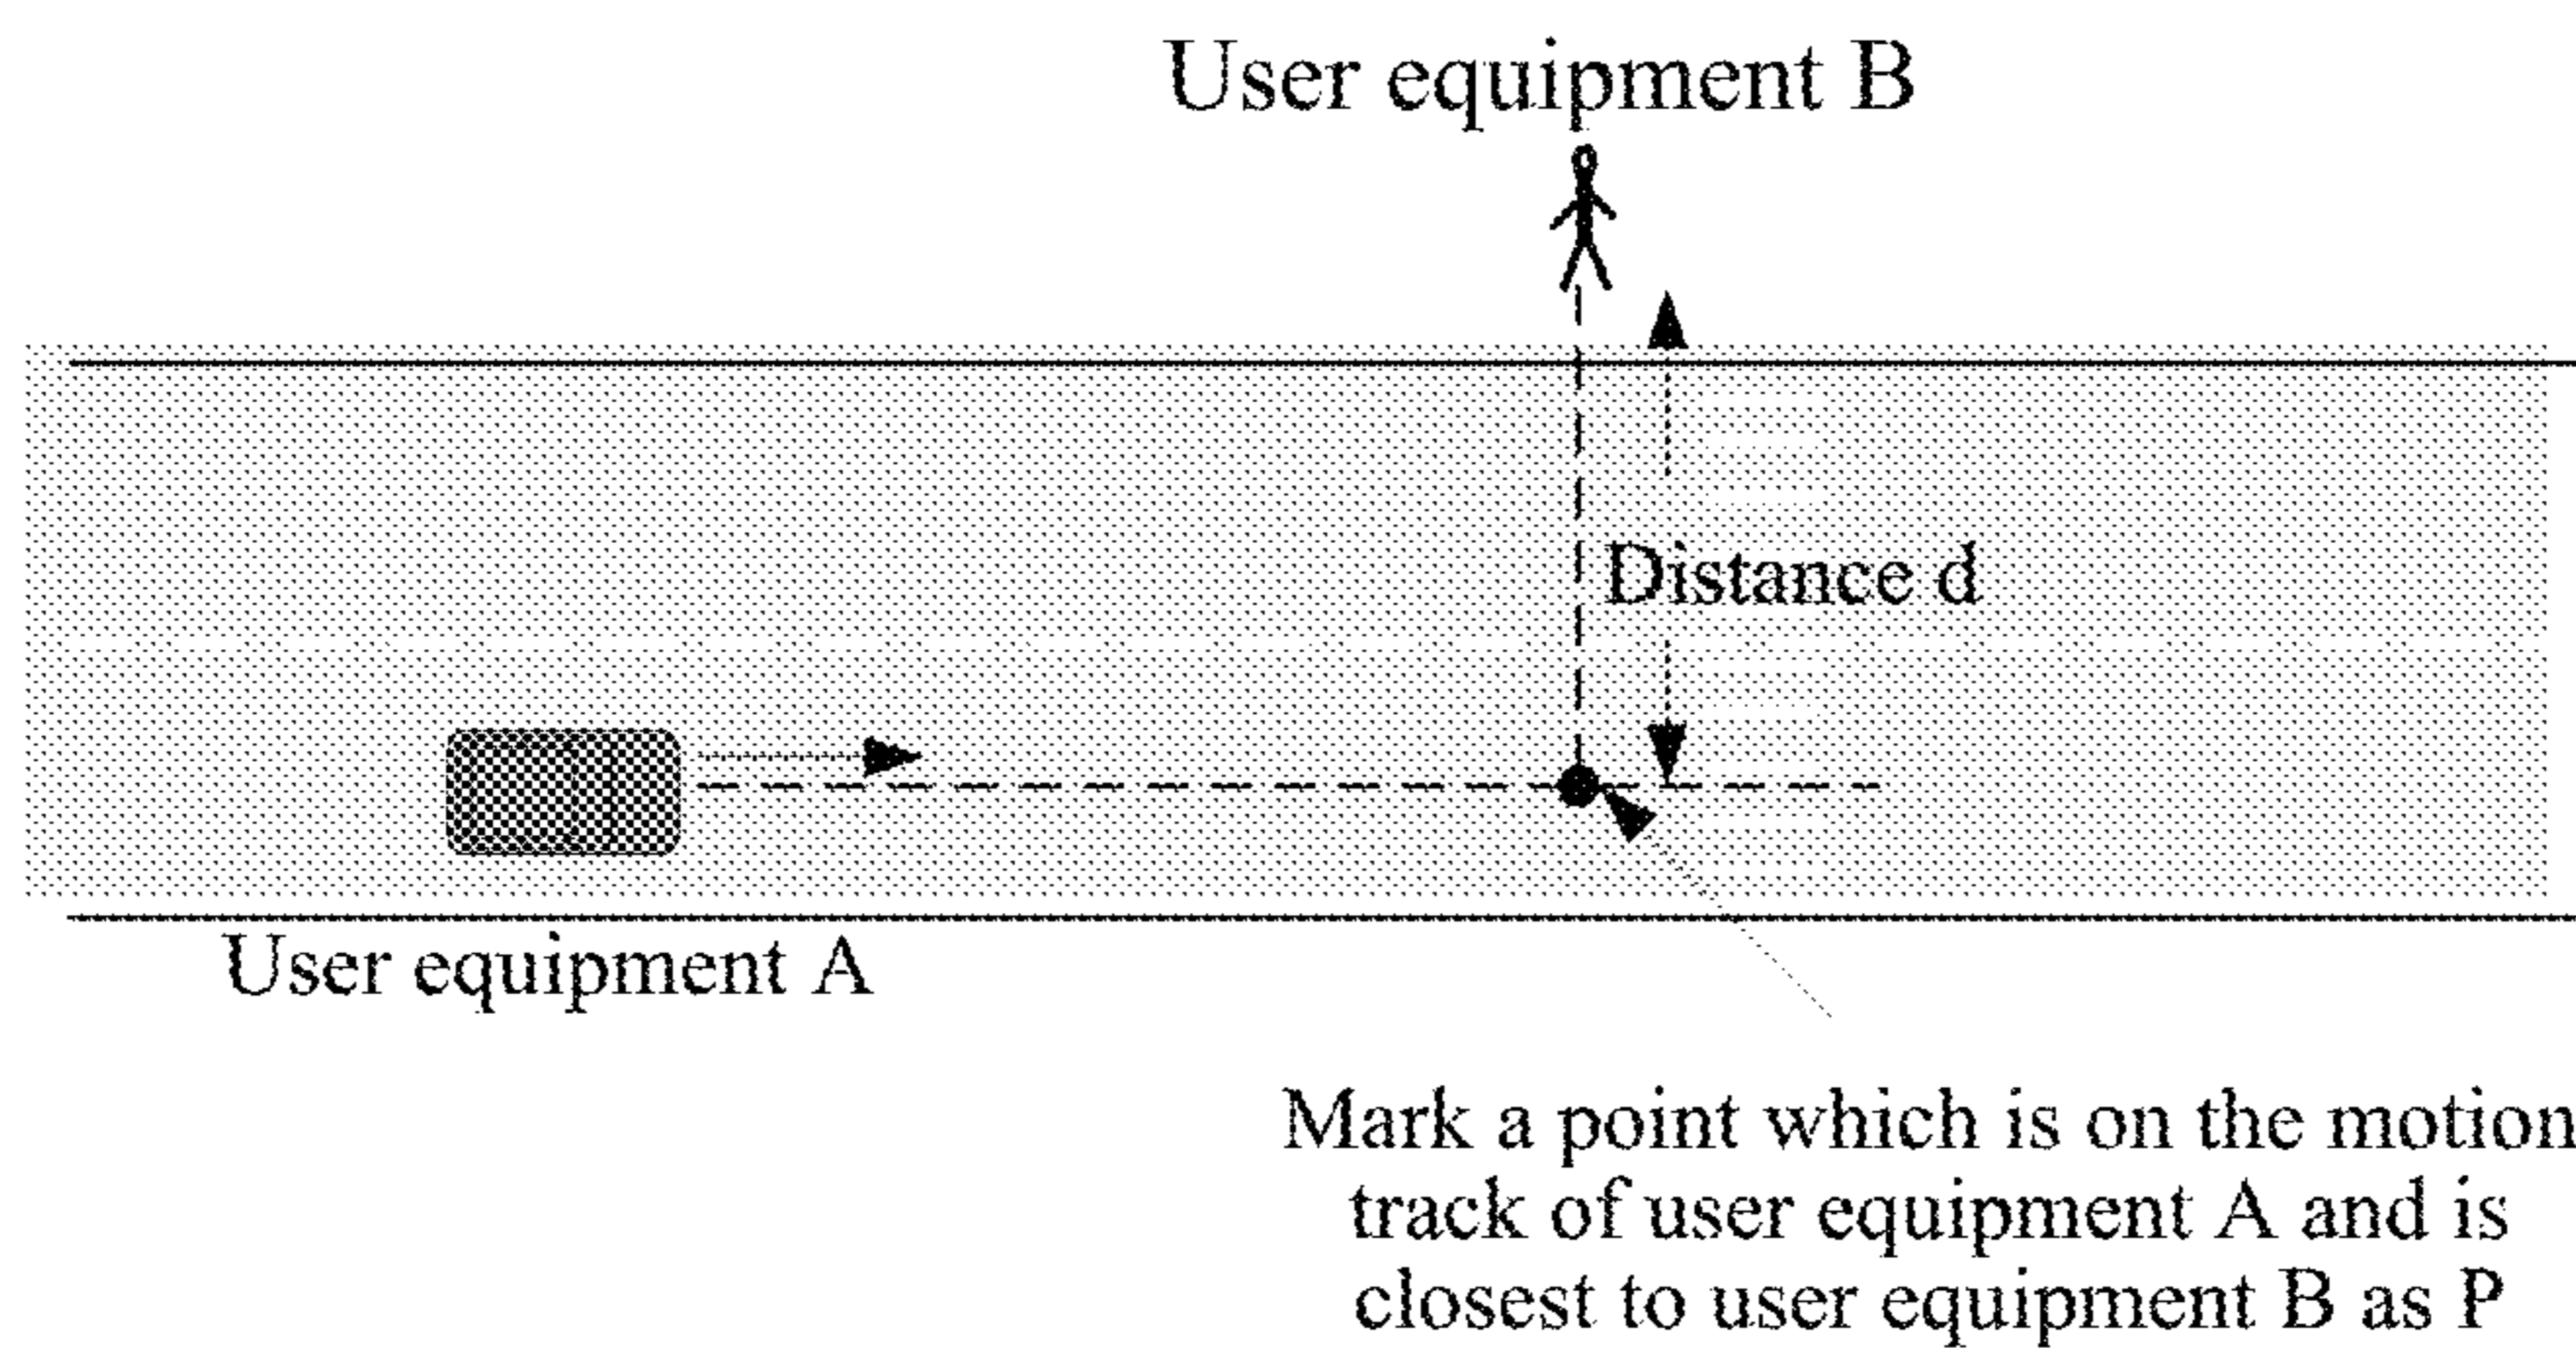 User equipment B
Distance d
User equipment A
Mark a point which is on the motion
track of user equipment A and is
closest to user equipment B as P